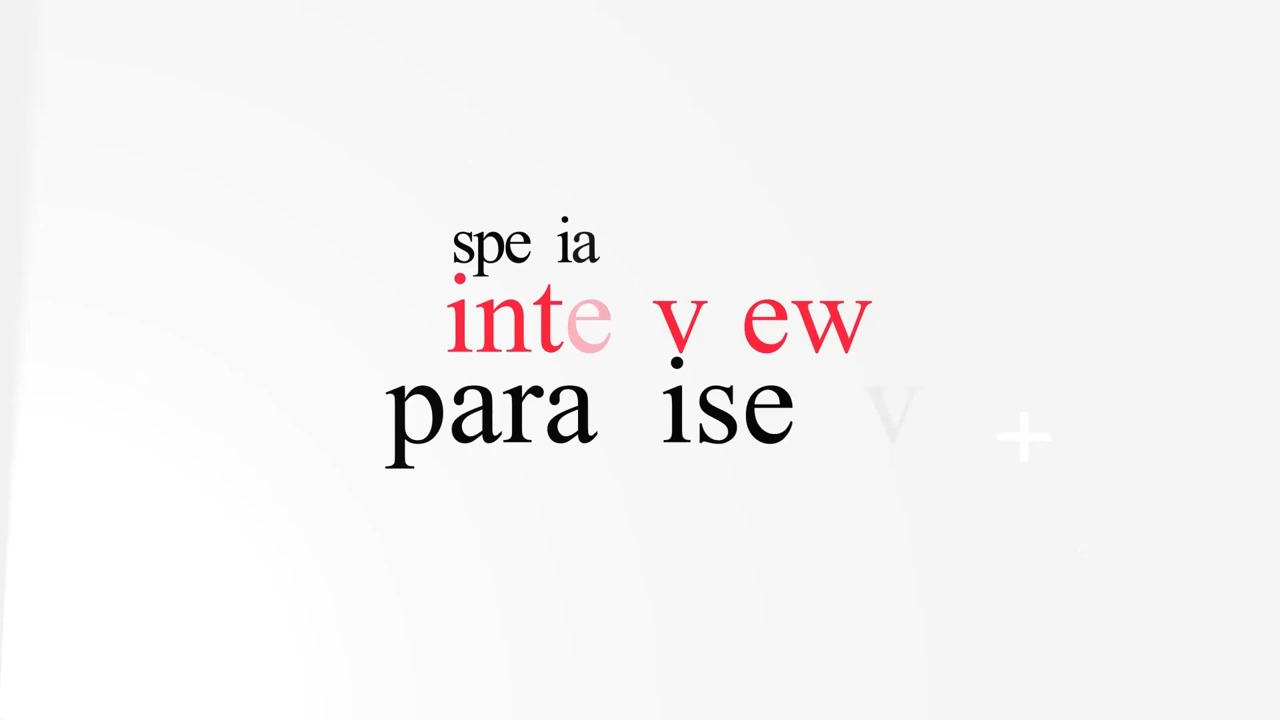 spe ia
inte v ew
para ise v